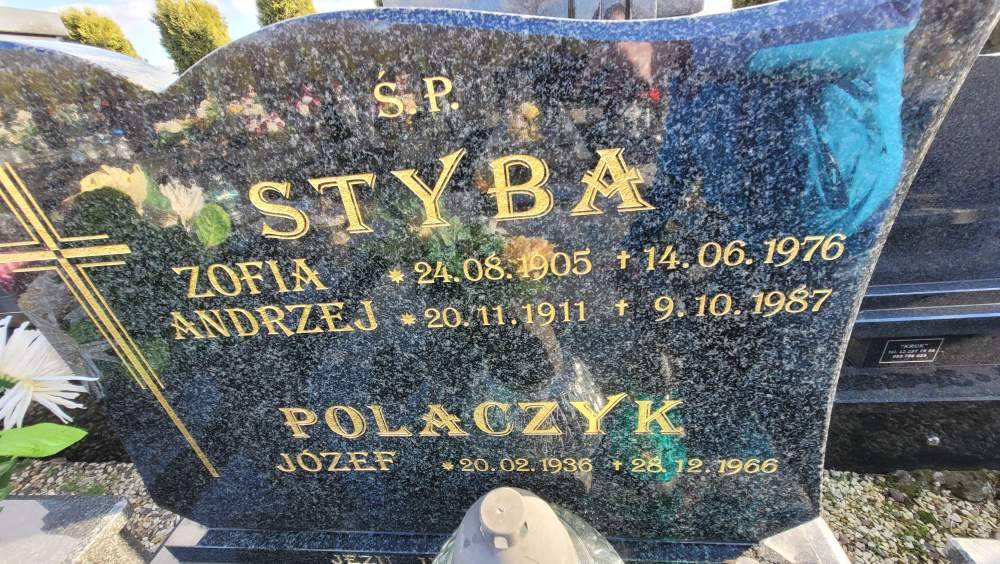 Ś.P.
STYBA
ZOFIA * 24.08.1905 † 14.06.1976
ANDRZEJ * 20.11.1911 † 9.10.1987
POLACZYK
JÓZEF * 20.02.1936 † 28.12.1966
"KRUK"